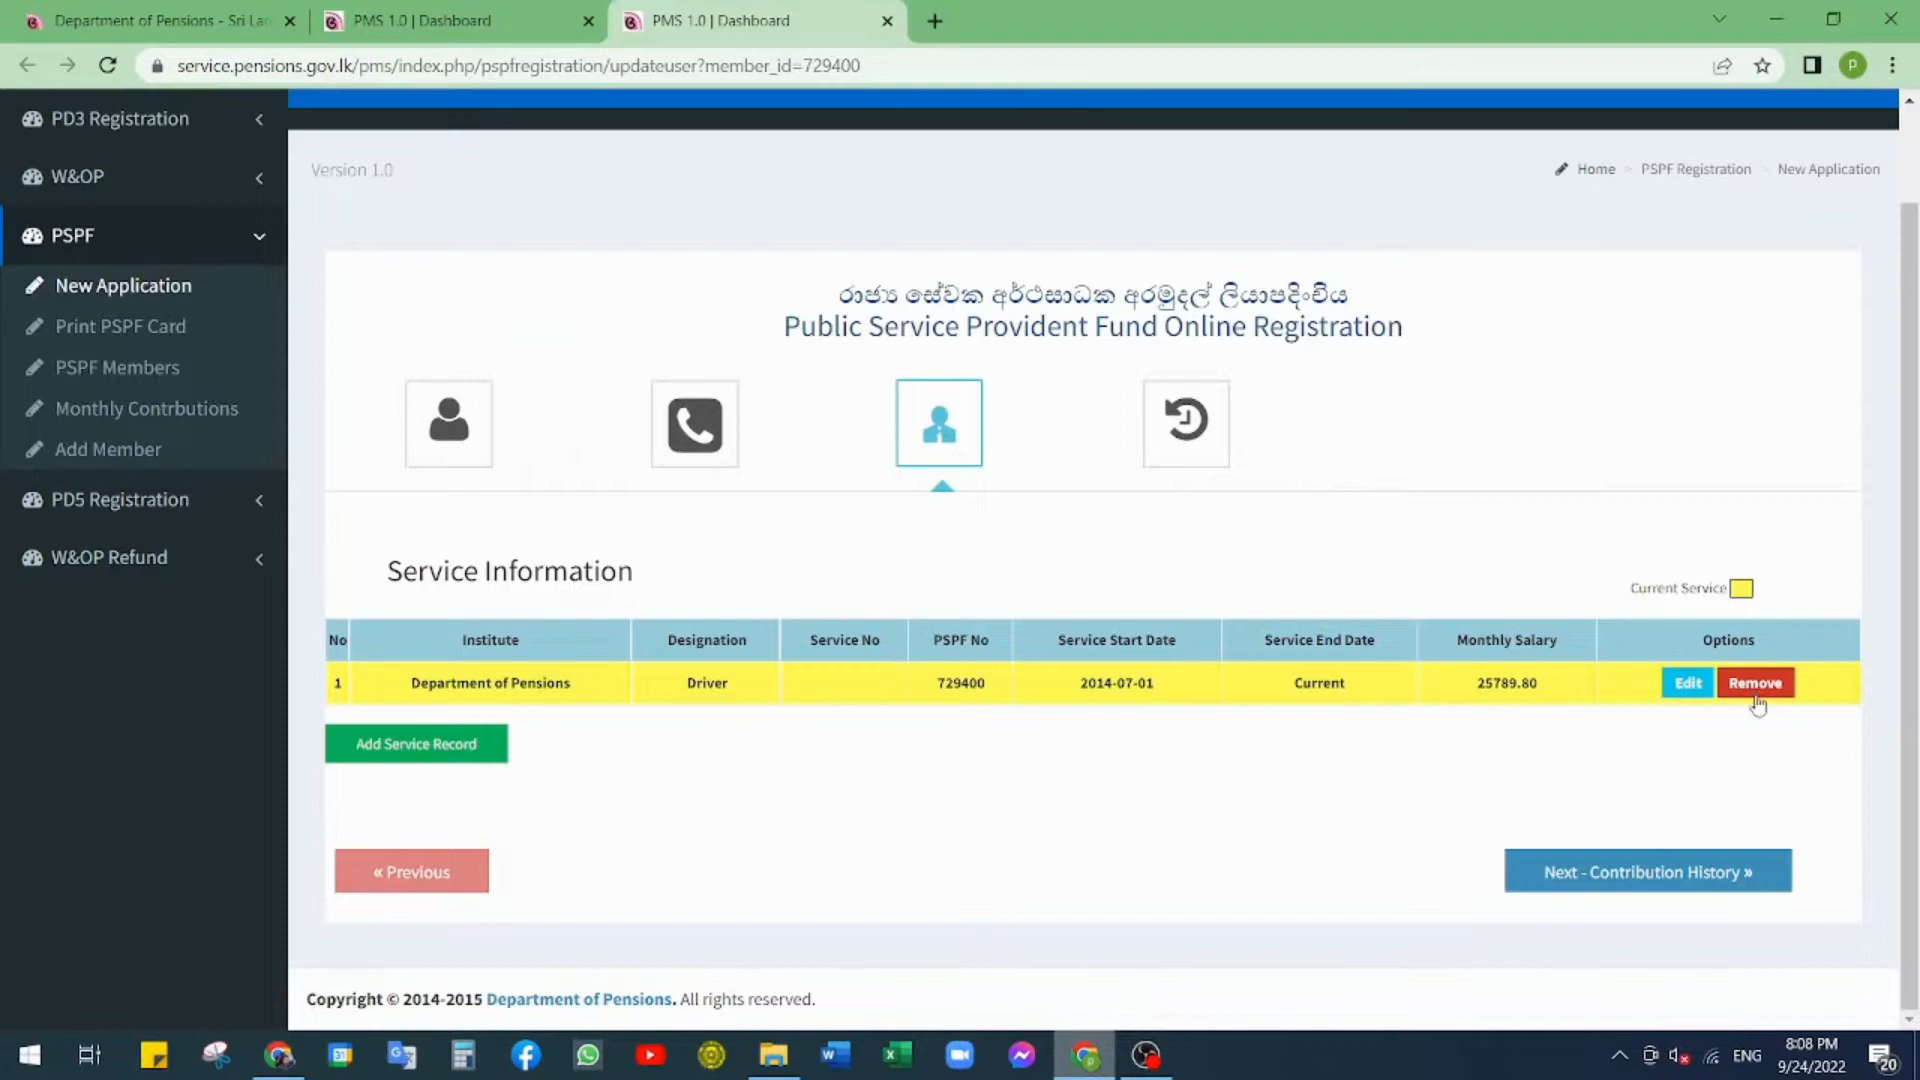 Department of Pensions - Sri Lan
PMS 1.0 | Dashboard
PMS 1.0 | Dashboard
service.pensions.gov.lk/pms/index.php/pspfregistration/updateuser?member_id=729400
P
PD3 Registration
W&OP
PSPF
New Application
Print PSPF Card
PSPF Members
Monthly Contrbutions
Add Member
PD5 Registration
W&OP Refund
Version 1.0
Home
PSPF Registration
New Application
රාජ්‍ය සේවක අර්ථසාධක අරමුදල් ලියාපදිංචිය
Public Service Provident Fund Online Registration
Service Information
Current Service
No Institute Designation Service No PSPF No Service Start Date Service End Date Monthly Salary Options
1 Department of Pensions Driver 729400 2014-07-01 Current 25789.80 Edit Remove
Add Service Record
« Previous
Next - Contribution History »
Copyright © 2014-2015 Department of Pensions. All rights reserved.
ENG
8:08 PM
9/24/2022
20